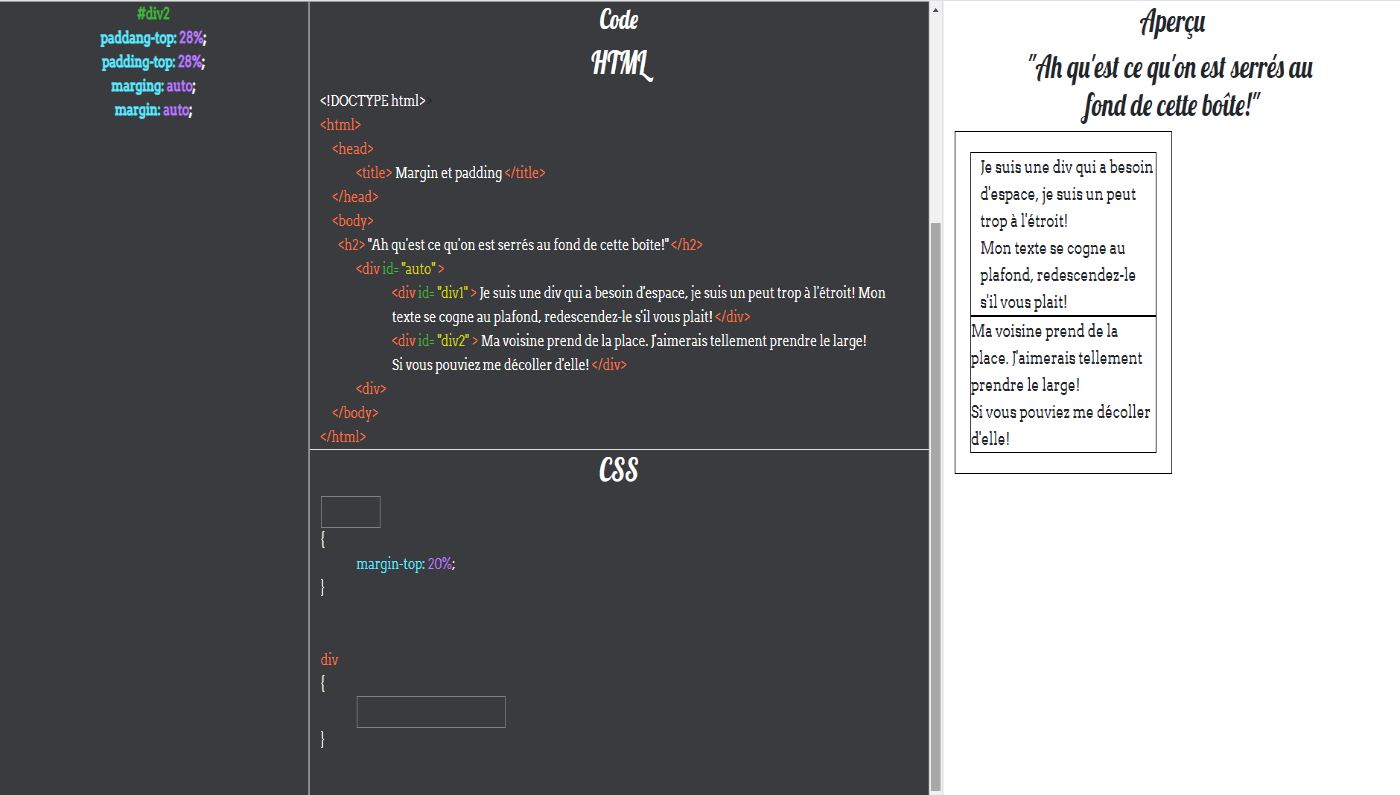 #div2
paddang-top: 28%;
padding-top: 28%;
marging: auto;
margin: auto;
Code
HTML
<!DOCTYPE html>
<html>
<head>
<title> Margin et padding </title>
</head>
<body>
<h2> "Ah qu'est ce qu'on est serrés au fond de cette boîte!" </h2>
<div id= "auto" >
<div id= "div1" > Je suis une div qui a besoin d'espace, je suis un peut trop à l'étroit! Mon
texte se cogne au plafond, redescendez-le s'il vous plait! </div>
<div id= "div2" > Ma voisine prend de la place. J'aimerais tellement prendre le large!
Si vous pouviez me décoller d'elle! </div>
<div>
</body>
</html>
CSS
{
margin-top: 20%;
}
div
{
}
Aperçu
"Ah qu'est ce qu'on est serrés au
fond de cette boîte!"
Je suis une div qui a besoin
d'espace, je suis un peut
trop à l'étroit!
Mon texte se cogne au
plafond, redescendez-le
s'il vous plait!
Ma voisine prend de la
place. J'aimerais tellement
prendre le large!
Si vous pouviez me décoller
d'elle!